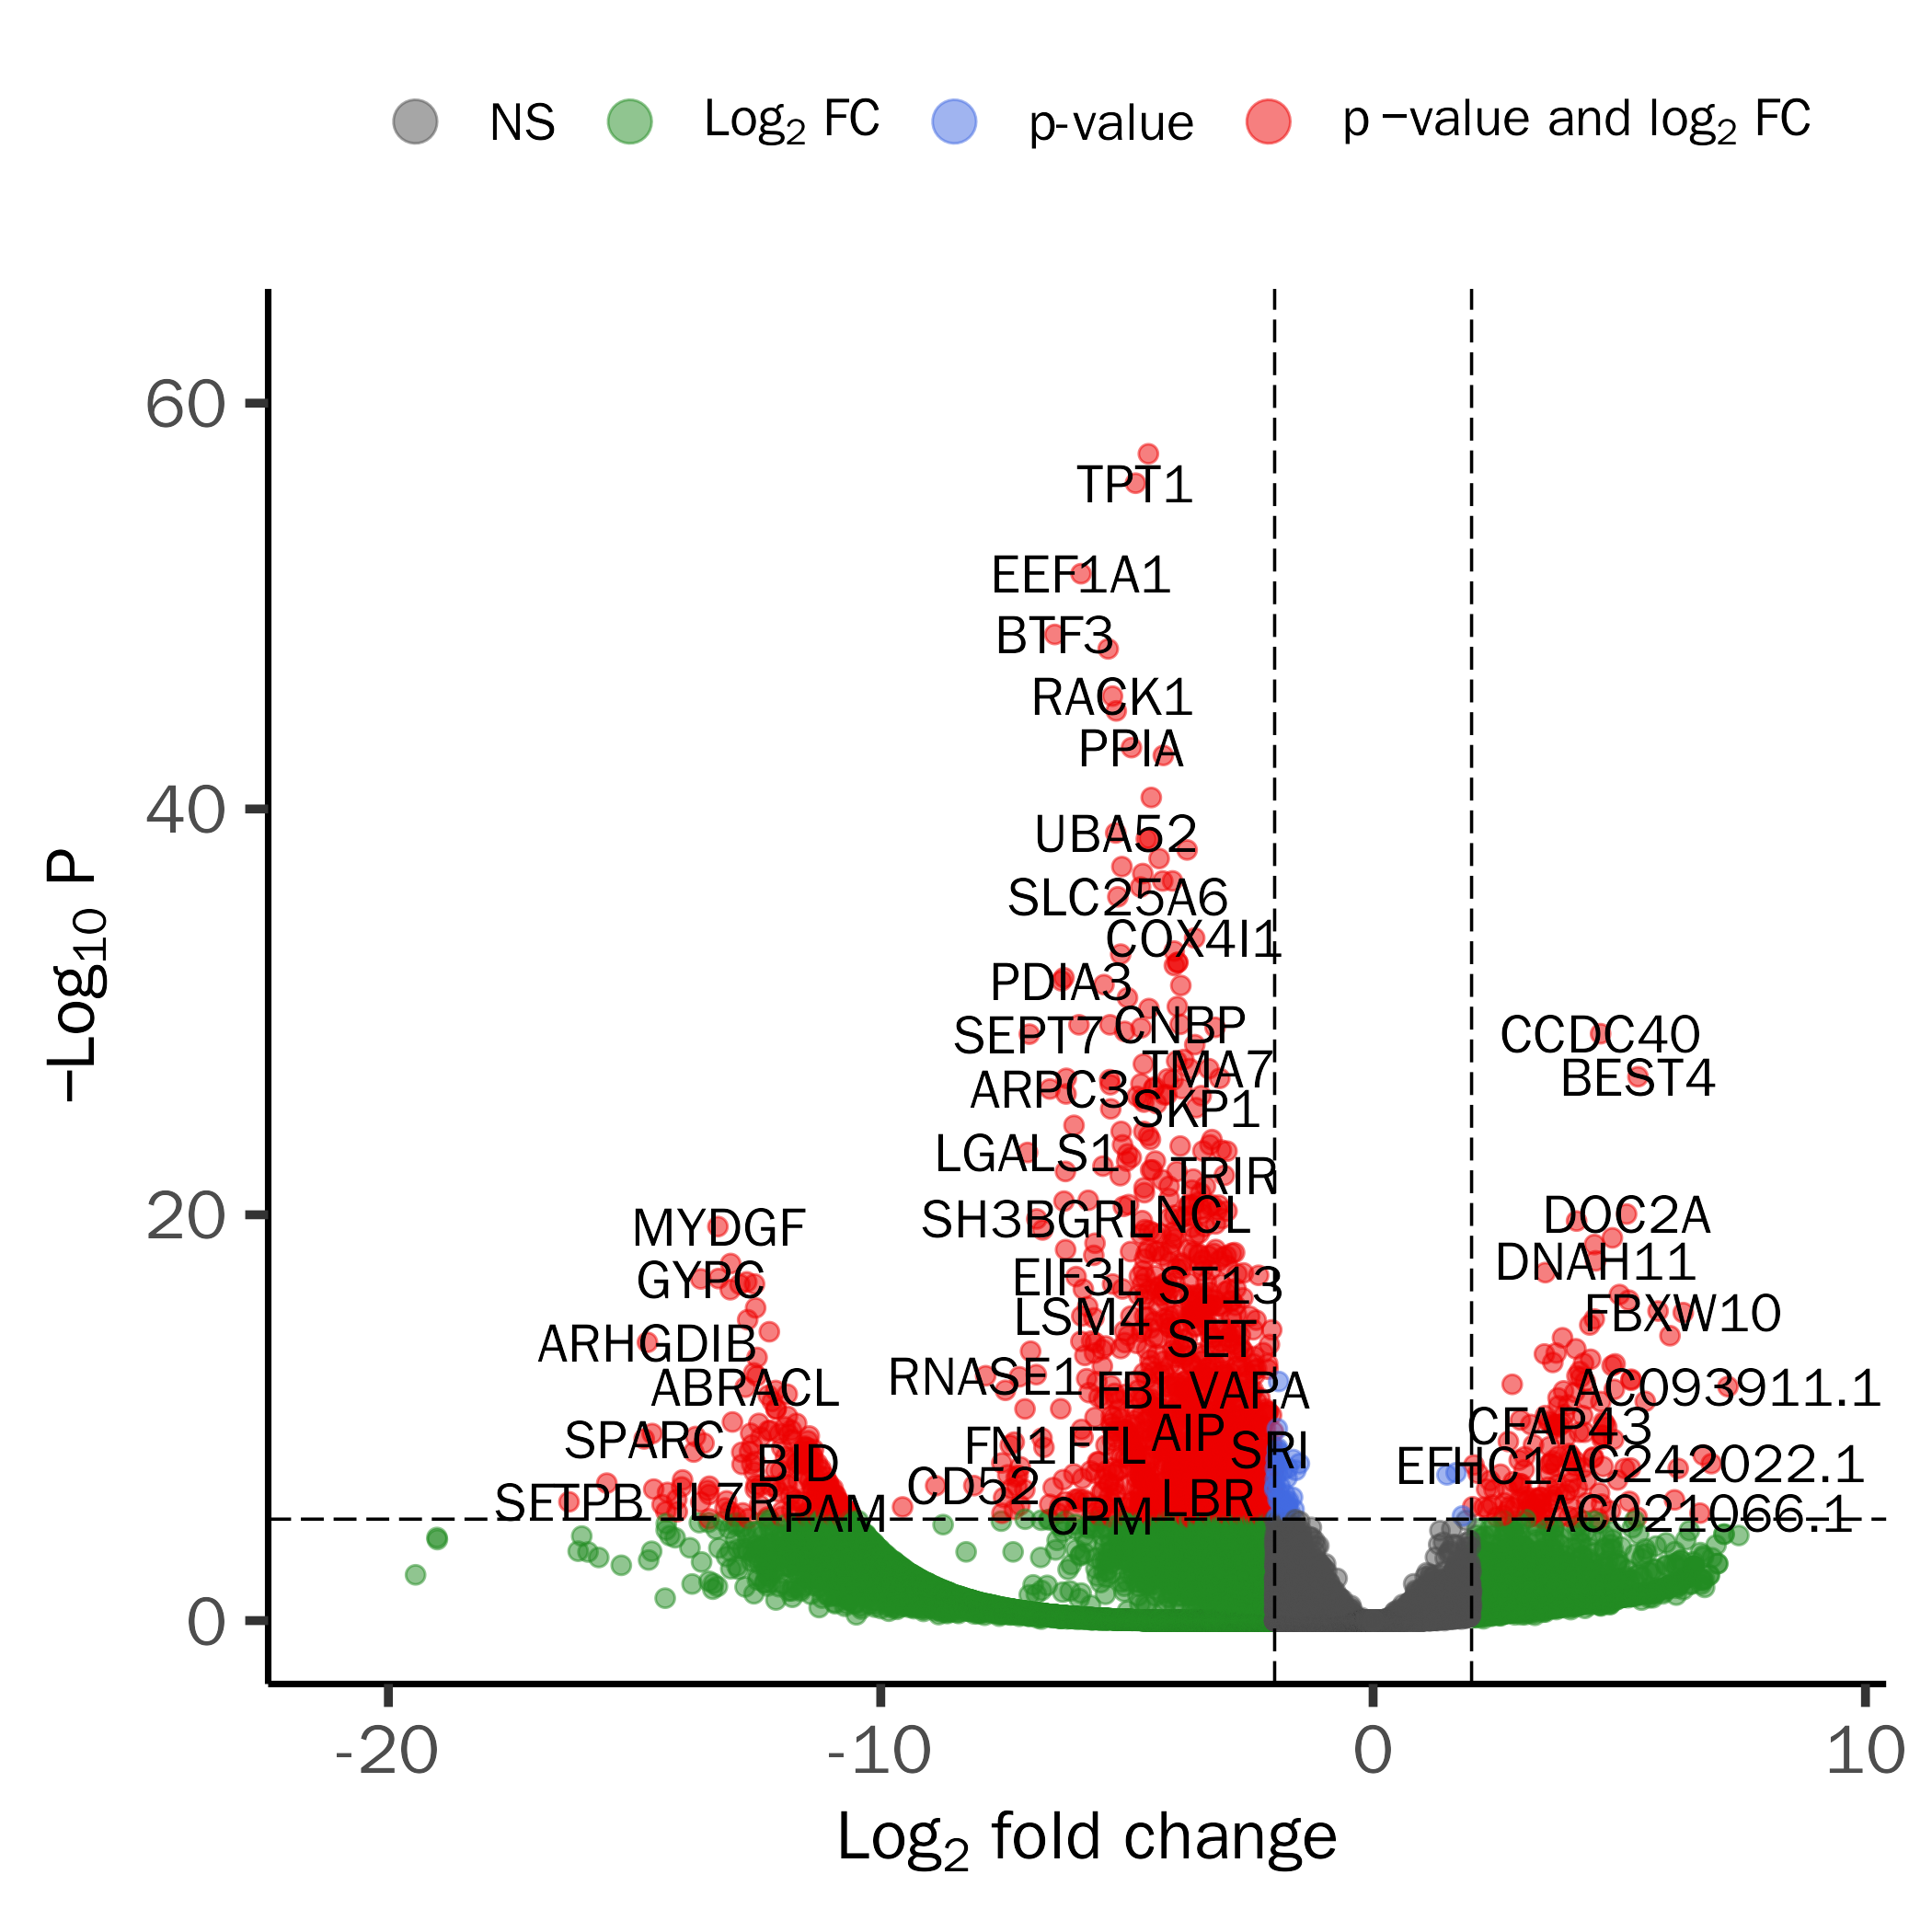 NS Log2 FC p-value p −value and log2 FC
60
40
20
0
−Log10 P
TPT1
EEF1A1
BTF3
RACK1
PPIA
UBA52
SLC25A6
COX4I1
PDIA3
CNBP
SEPT7
CCDC40
TMA7
BEST4
ARPC3
SKP1
LGALS1
TRIR
SH3BGRL
NCL
DOC2A
MYDGF
DNAH11
GYPC
EIF3L
ST13
LSM4
FBXW10
ARHGDIB
SET
RNASE1
ABRACL
FBL
VAPA
AC093911.1
SPARC
FN1
FTL
AIP
SRI
CFAP43
BID
EFHC1
AC242022.1
CD52
SFTPB
IL7R
LBR
PAM
CPM
AC021066.1
-20 -10 0 10
Log2 fold change